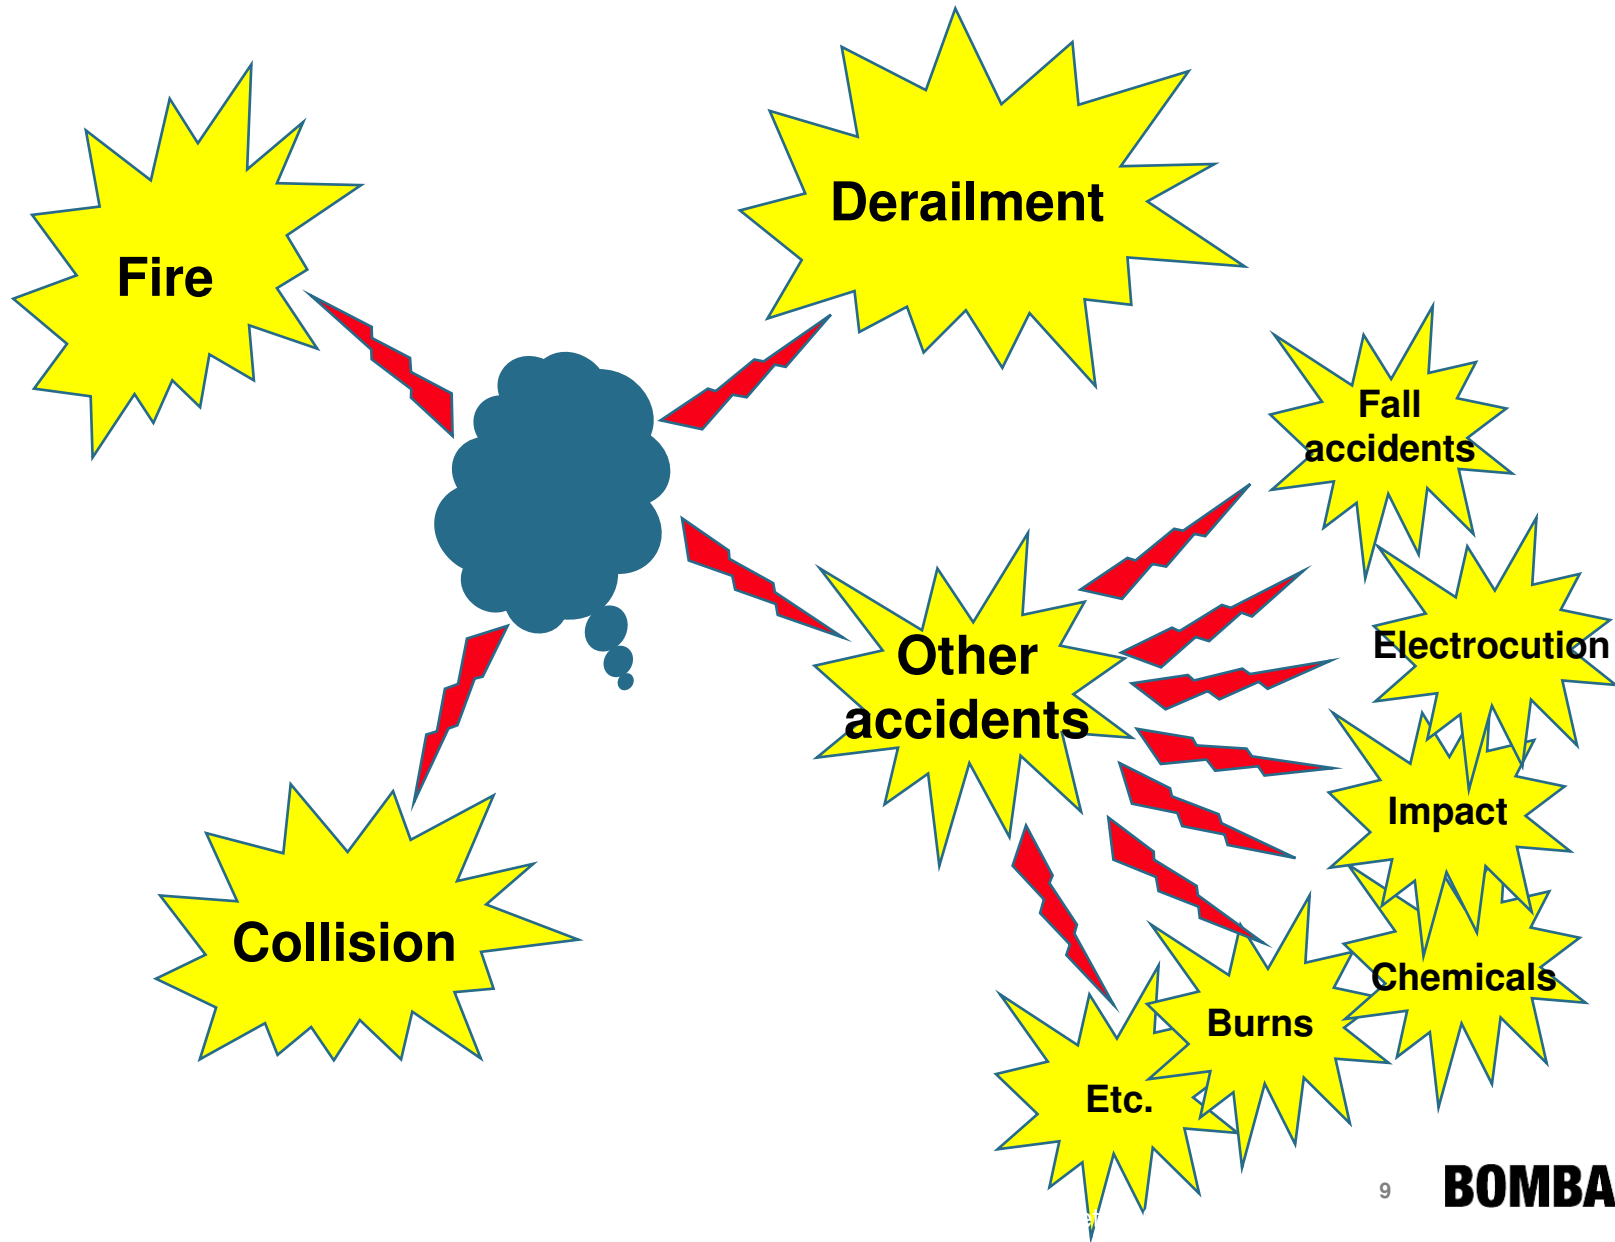 Derailment
Fire
Fall
accidents
Electrocution
Other
accidents
Impact
Collision
Chemicals
Burns
Etc.
9
BOMBA